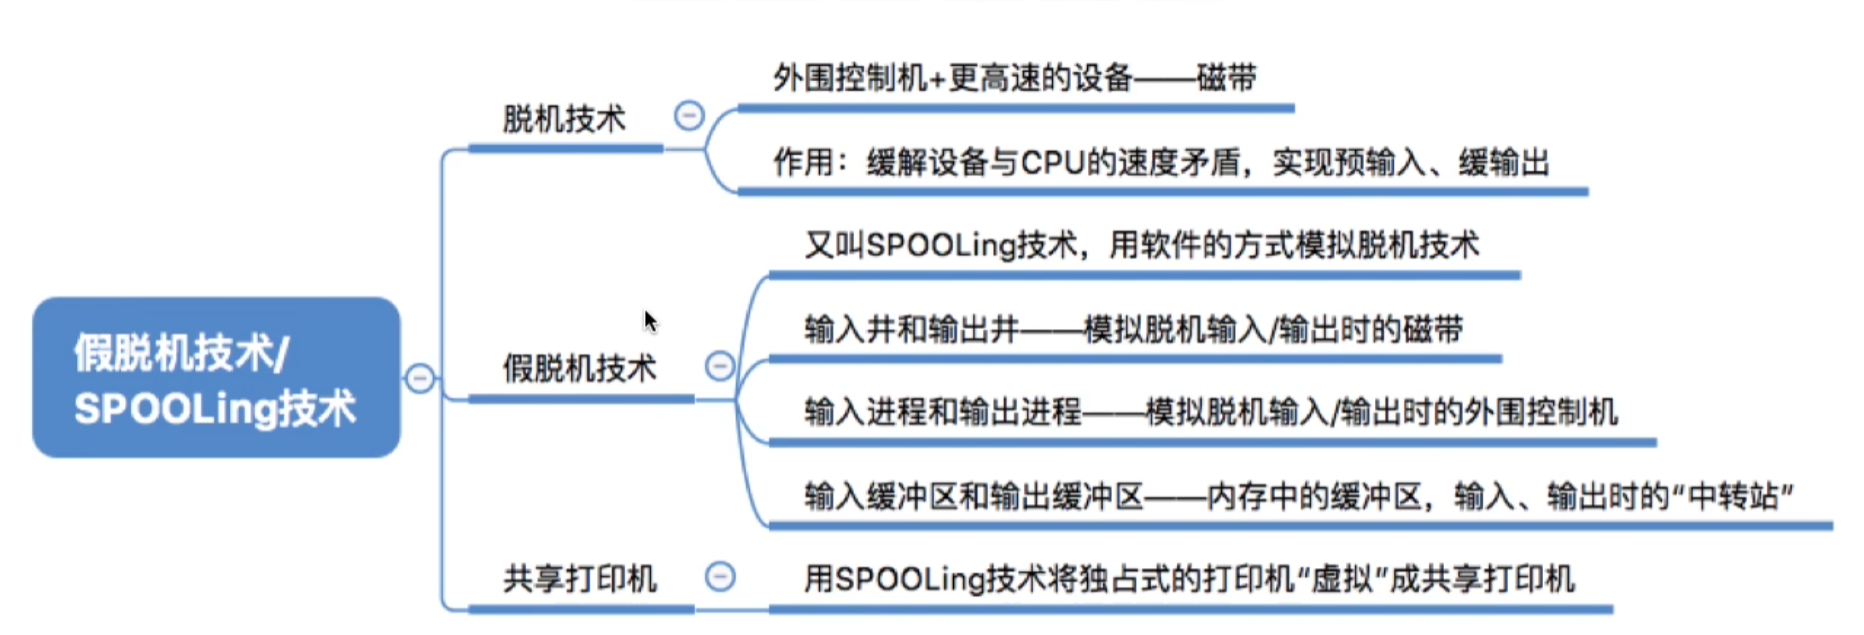 假脱机技术/
SPOOLing技术
脱机技术
外围控制机+更高速的设备——磁带
作用：缓解设备与CPU的速度矛盾，实现预输入、缓输出
假脱机技术
又叫SPOOLing技术，用软件的方式模拟脱机技术
输入井和输出井——模拟脱机输入/输出时的磁带
输入进程和输出进程——模拟脱机输入/输出时的外围控制机
输入缓冲区和输出缓冲区——内存中的缓冲区，输入、输出时的“中转站”
共享打印机
用SPOOLing技术将独占式的打印机“虚拟”成共享打印机